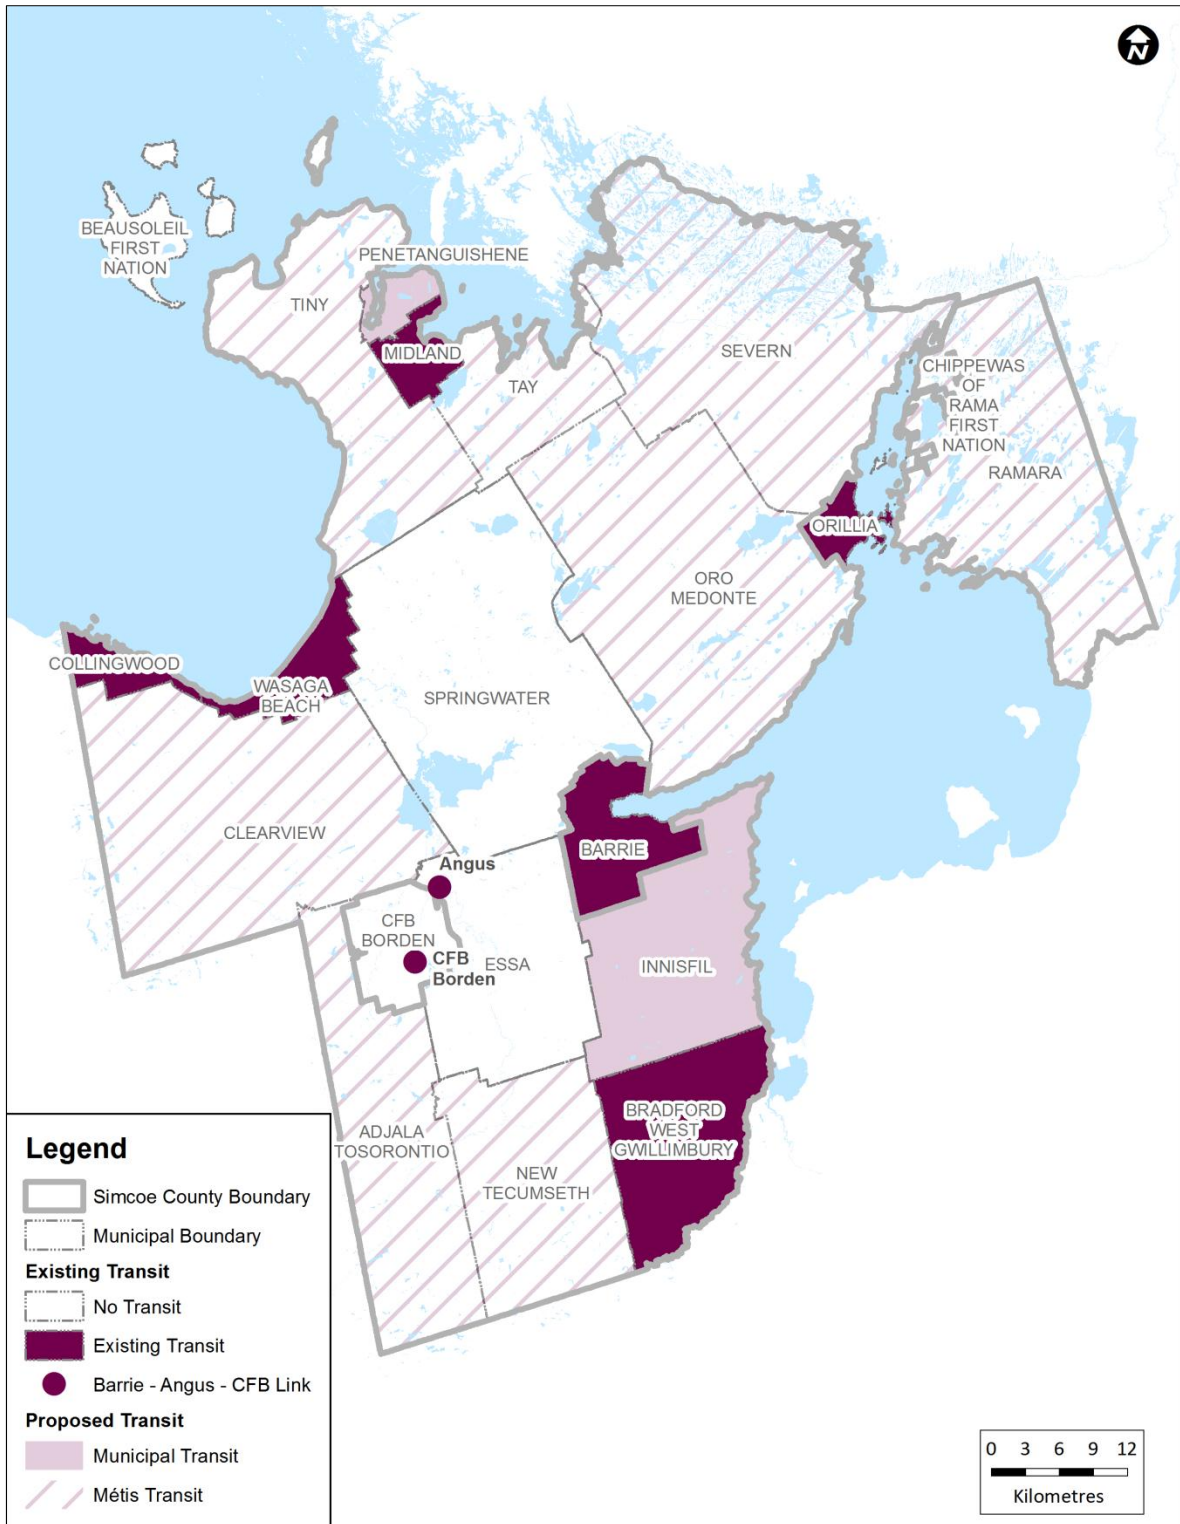 N
BEAUSOLEIL
FIRST
NATION
PENETANGUISHENE
TINY
MIDLAND
TAY
SEVERN
CHIPPEWAS
OF
RAMA
FIRST
NATION
RAMARA
ORILLIA
ORO
MEDONTE
COLLINGWOOD
WASAGA
BEACH
SPRINGWATER
CLEARVIEW
BARRIE
Angus
CFB
BORDEN
CFB
Borden
ESSA
INNISFIL
BRADFORD
WEST
GWILLIMBURY
ADJALA
TOSORONTIO
NEW
TECUMSETH
Legend
Simcoe County Boundary
Municipal Boundary
Existing Transit
No Transit
Existing Transit
Barrie - Angus - CFB Link
Proposed Transit
Municipal Transit
Métis Transit
0 3 6 9 12
Kilometres